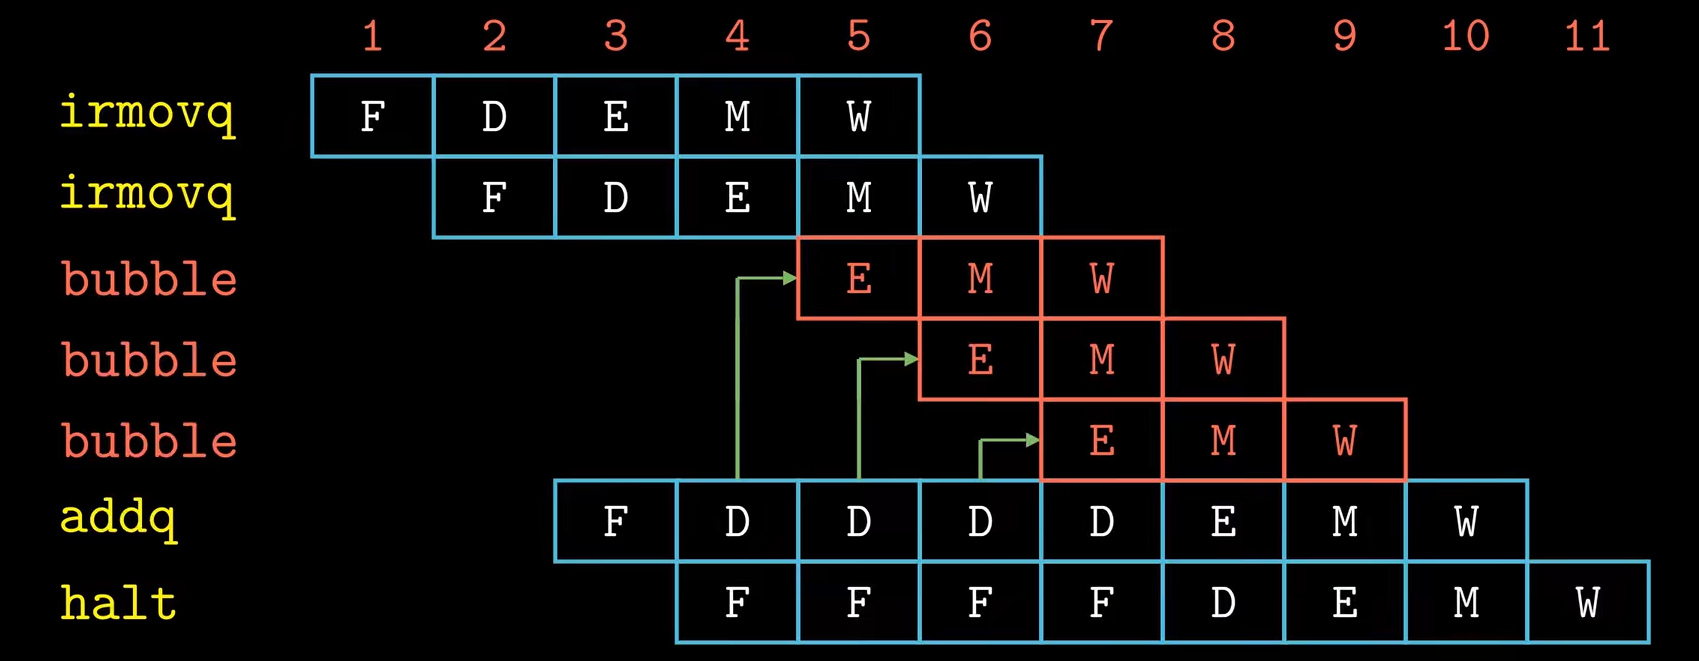 1 2 3 4 5 6 7 8 9 10 11
irmovq F D E M W
irmovq F D E M W
bubble E M W
bubble E M W
bubble E M W
addq F D D D D E M W
halt F F F F D E M W